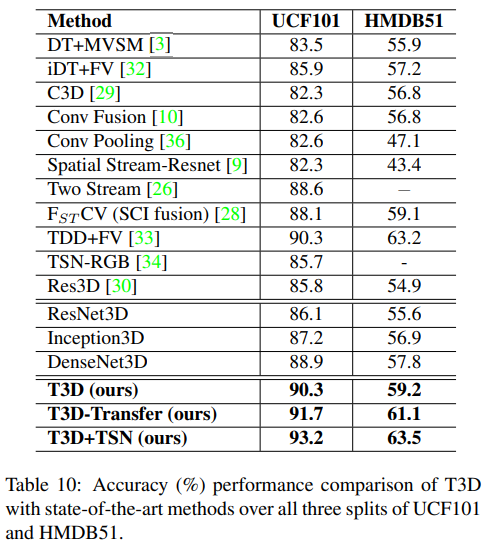 Method UCF101 HMDB51
DT+MVSM [3] 83.5 55.9
iDT+FV [32] 85.9 57.2
C3D [29] 82.3 56.8
Conv Fusion [10] 82.6 56.8
Conv Pooling [36] 82.6 47.1
Spatial Stream-Resnet [9] 82.3 43.4
Two Stream [26] 88.6 −
F_{ST}CV (SCI fusion) [28] 88.1 59.1
TDD+FV [33] 90.3 63.2
TSN-RGB [34] 85.7 -
Res3D [30] 85.8 54.9
ResNet3D 86.1 55.6
Inception3D 87.2 56.9
DenseNet3D 88.9 57.8
T3D (ours) 90.3 59.2
T3D-Transfer (ours) 91.7 61.1
T3D+TSN (ours) 93.2 63.5
Table 10: Accuracy (%) performance comparison of T3D
with state-of-the-art methods over all three splits of UCF101
and HMDB51.